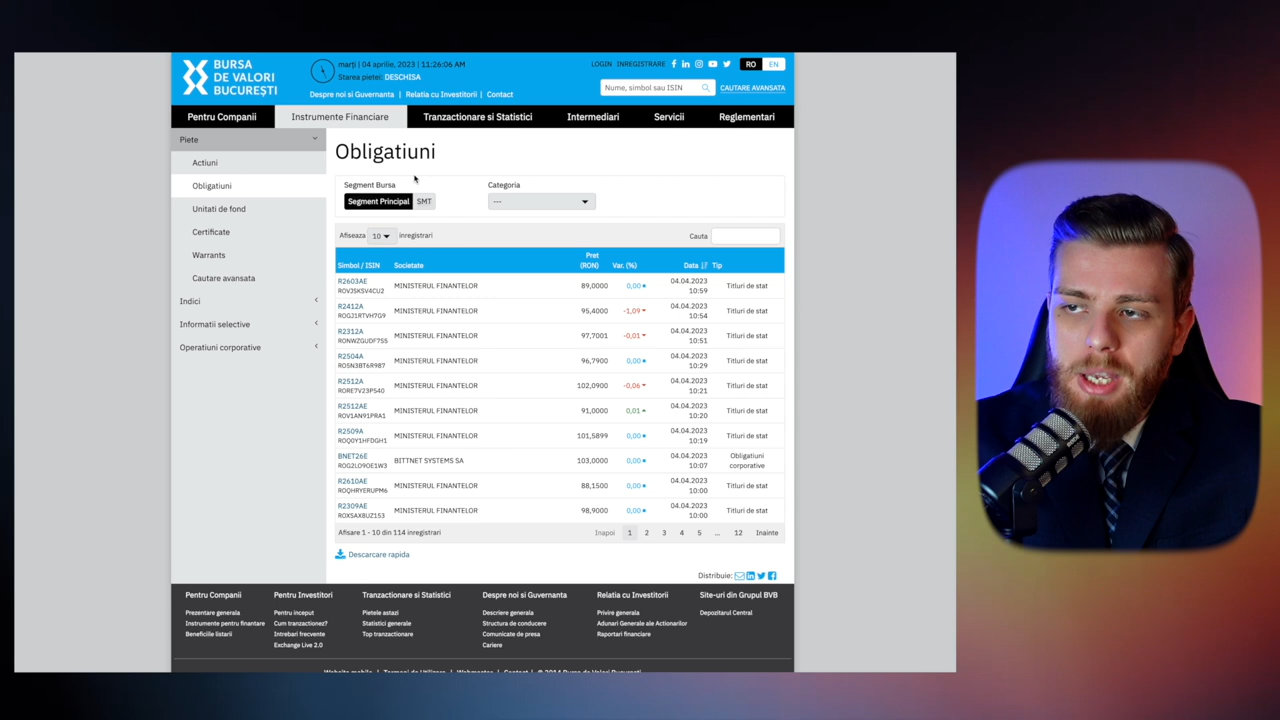 BURSA
DE VALORI
BUCUREȘTI
marți | 04 aprilie, 2023 | 11:26:06 AM
Starea pietei: DESCHISA
Despre noi si Guvernanta | Relatia cu Investitorii | Contact
LOGIN INREGISTRARE
RO EN
Nume, simbol sau ISIN
CAUTARE AVANSATA
Pentru Companii Instrumente Financiare Tranzactionare si Statistici Intermediari Servicii Reglementari
Piete
Actiuni
Obligatiuni
Unitati de fond
Certificate
Warrants
Cautare avansata
Indici
Informatii selective
Operatiuni corporative
Obligatiuni
Segment Bursa Categoria
Segment Principal SMT ---
Afiseaza 10 inregistrari Cauta
Simbol / ISIN Societate Pret (RON) Var. (%) Data Tip
R2603AE MINISTERUL FINANTELOR 89,0000 0,00 04.04.2023 Titluri de stat
ROVJSKSV4CU2 10:59
R2412A MINISTERUL FINANTELOR 95,4000 -1,09 04.04.2023 Titluri de stat
ROGJ1RTVH7G9 10:54
R2312A MINISTERUL FINANTELOR 97,7001 -0,01 04.04.2023 Titluri de stat
RONWZGUDF7S5 10:51
R2504A MINISTERUL FINANTELOR 96,7900 0,00 04.04.2023 Titluri de stat
RO5N3BT6R987 10:29
R2512A MINISTERUL FINANTELOR 102,0900 -0,06 04.04.2023 Titluri de stat
RORE7V23PS40 10:21
R2512AE MINISTERUL FINANTELOR 91,0000 0,01 04.04.2023 Titluri de stat
ROV1AN91PRA1 10:20
R2509A MINISTERUL FINANTELOR 101,5899 0,00 04.04.2023 Titluri de stat
ROQ0Y1HFDGH1 10:19
BNET26E BITTNET SYSTEMS SA 103,0000 0,00 04.04.2023 Obligatiuni
ROG2LO9OE1W3 10:07 corporative
R2610AE MINISTERUL FINANTELOR 88,1500 0,00 04.04.2023 Titluri de stat
ROQHRYERUPM6 10:00
R2309AE MINISTERUL FINANTELOR 98,9000 0,00 04.04.2023 Titluri de stat
ROXSAX8UZ153 10:00
Afisare 1 - 10 din 114 inregistrari Inapoi 1 2 3 4 5 ... 12 Inainte
Descarcare rapida
Distribuie:
Pentru Companii
Prezentare generala
Instrumente pentru finantare
Beneficiile listarii
Pentru Investitori
Pentru inceput
Cum tranzactionez?
Intrebari frecvente
Exchange Live 2.0
Tranzactionare si Statistici
Pietele astazi
Statistici generale
Top tranzactionare
Despre noi si Guvernanta
Descriere generala
Structura de conducere
Comunicate de presa
Cariere
Relatia cu Investitorii
Privire generala
Adunari Generale ale Actionarilor
Raportari financiare
Site-uri din Grupul BVB
Depozitarul Central